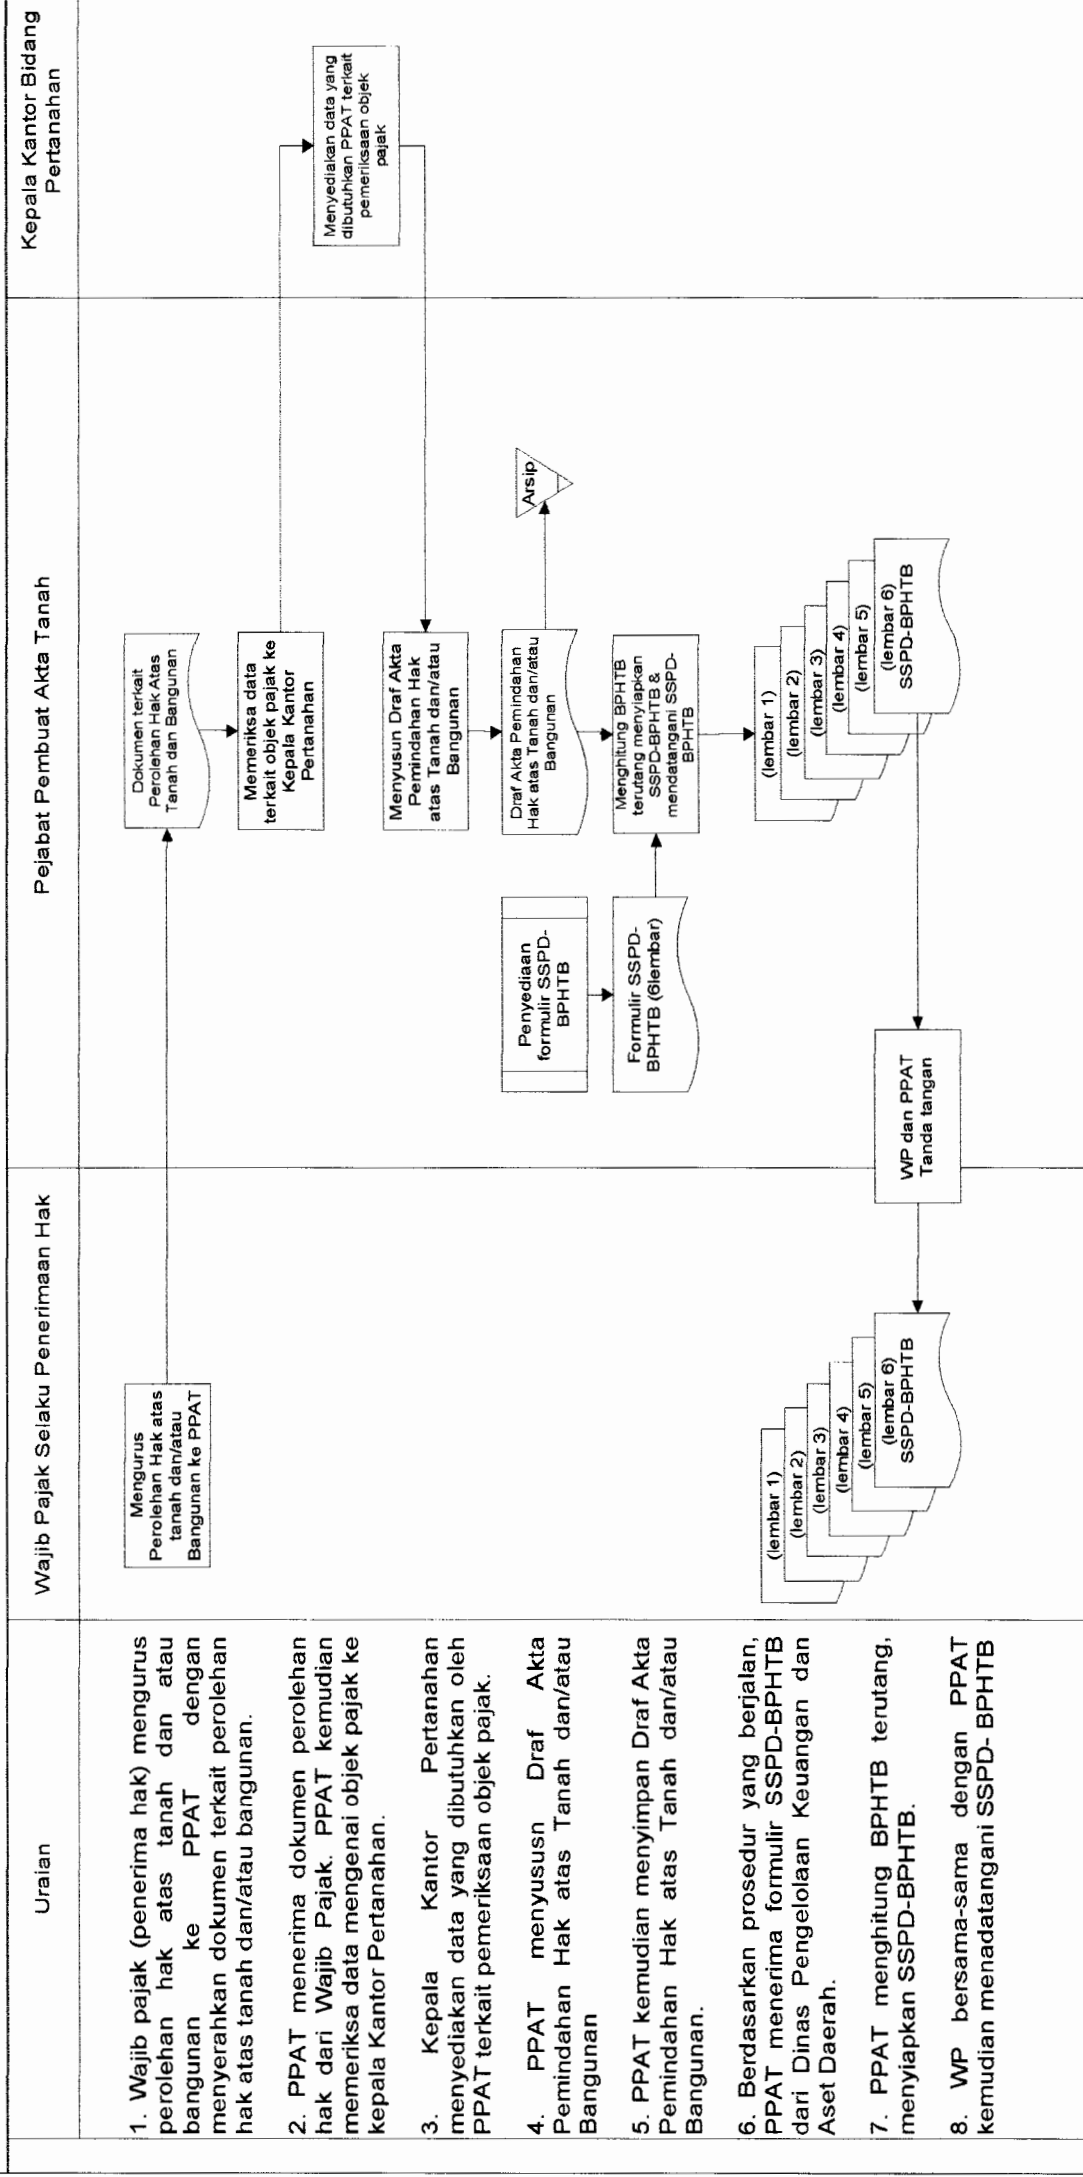 Uraian
Wajib Pajak Selaku Penerimaan Hak
Pejabat Pembuat Akta Tanah
Kepala Kantor Bidang
Pertanahan
1. Wajib pajak (penerima hak) mengurus
perolehan hak atas tanah dan atau
bangunan ke PPAT dengan
menyerahkan dokumen terkait perolehan
hak atas tanah dan/atau bangunan.
2. PPAT menerima dokumen perolehan
hak dari Wajib Pajak. PPAT kemudian
memeriksa data mengenai objek pajak ke
kepala Kantor Pertanahan.
3. Kepala Kantor Pertanahan
menyediakan data yang dibutuhkan oleh
PPAT terkait pemeriksaan objek pajak.
4. PPAT menyususn Draf Akta
Pemindahan Hak atas Tanah dan/atau
Bangunan
5. PPAT kemudian menyimpan Draf Akta
Pemindahan Hak atas Tanah dan/atau
Bangunan.
6. Berdasarkan prosedur yang berjalan,
PPAT menerima formulir SSPD-BPHTB
dari Dinas Pengelolaan Keuangan dan
Aset Daerah.
7. PPAT menghitung BPHTB terutang,
menyiapkan SSPD-BPHTB.
8. WP bersama-sama dengan PPAT
kemudian menadatangani SSPD- BPHTB
Mengurus
Perolehan Hak atas
tanah dan/atau
Bangunan ke PPAT
(lembar 1)
(lembar 2)
(lembar 3)
(lembar 4)
(lembar 5)
(lembar 6)
SSPD-BPHTB
Dokumen terkait
Perolehan Hak Atas
Tanah dan Bangunan
Memeriksa data
terkait objek pajak ke
Kepala Kantor
Pertanahan
Menyusun Draf Akta
Pemindahan Hak
atas Tanah dan/atau
Bangunan
Draf Akta Pemindahan
Hak atas Tanah dan/atau
Bangunan
Arsip
Penyediaan
formulir SSPD-
BPHTB
Formulir SSPD-
BPHTB (6lembar)
Menghitung BPHTB
terutang menyiapkan
SSPD-BPHTB &
mendatangani SSPD-
BPHTB
(lembar 1)
(lembar 2)
(lembar 3)
(lembar 4)
(lembar 5)
(lembar 6)
SSPD-BPHTB
WP dan PPAT
Tanda tangan
Menyediakan data yang
dibutuhkan PPAT terkait
pemeriksaan objek
pajak